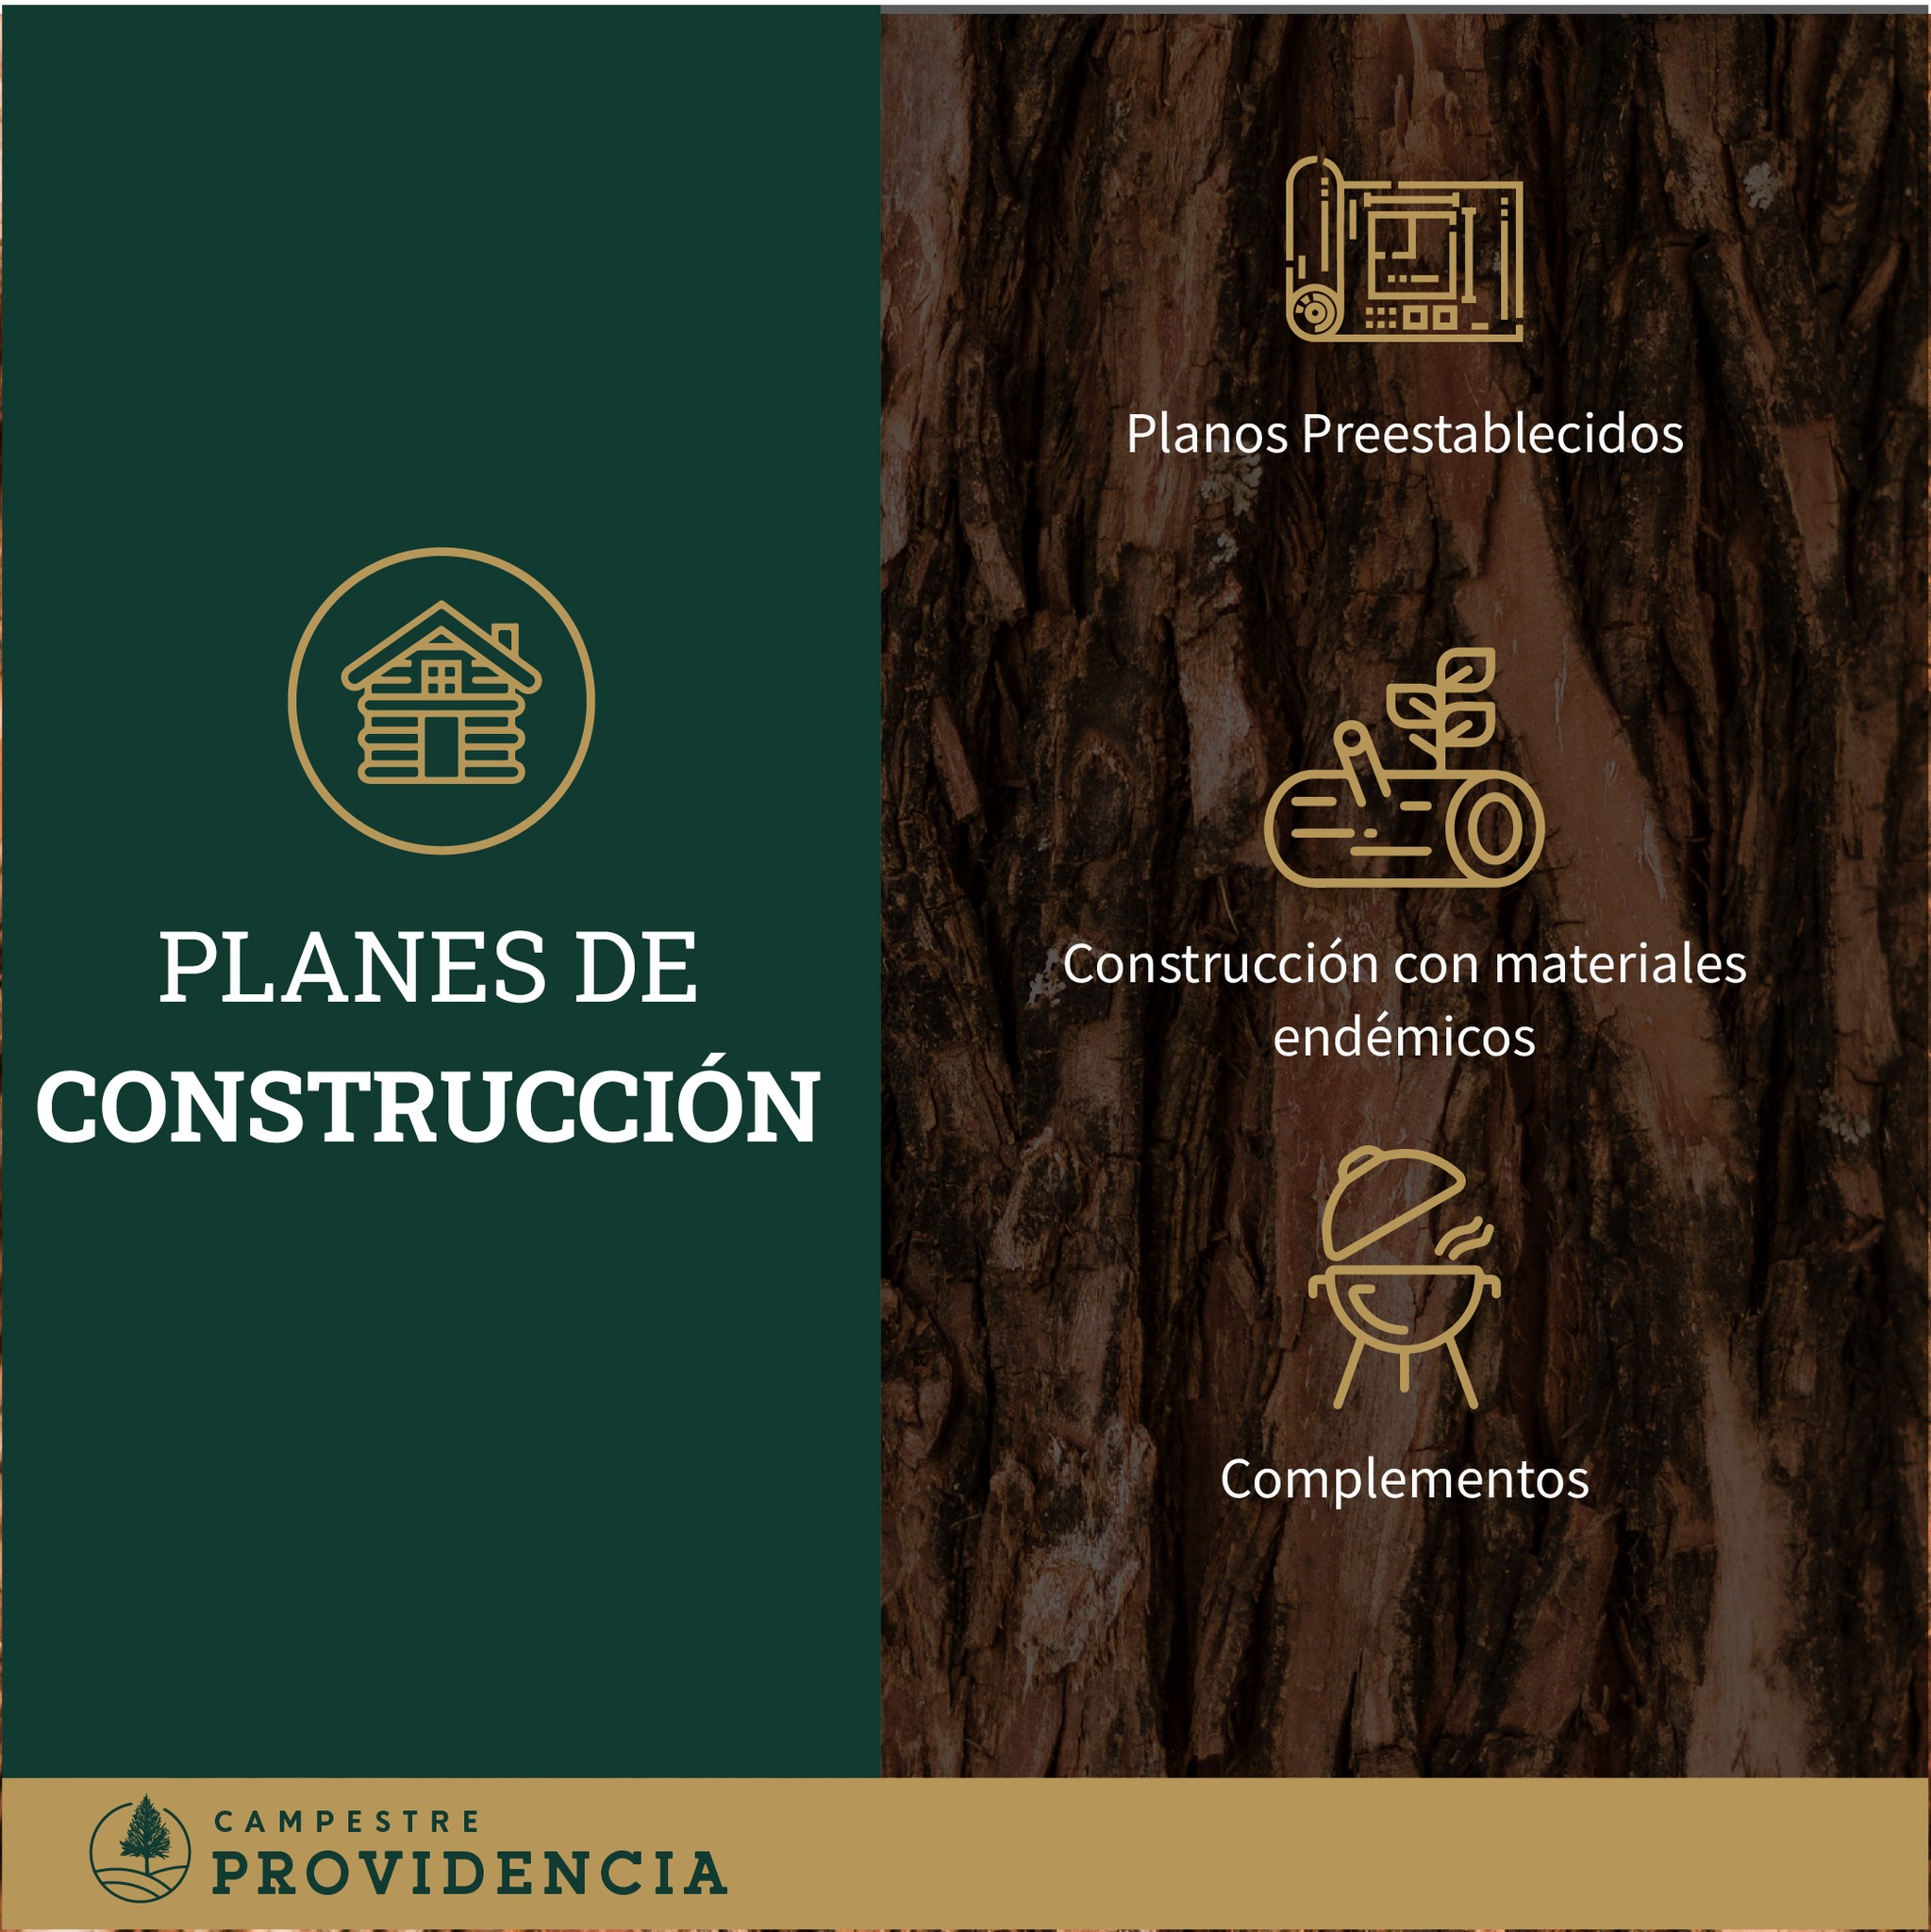 PLANES DE
CONSTRUCCIÓN
Planos Preestablecidos
Construcción con materiales
endémicos
Complementos
CAMPESTRE
PROVIDENCIA